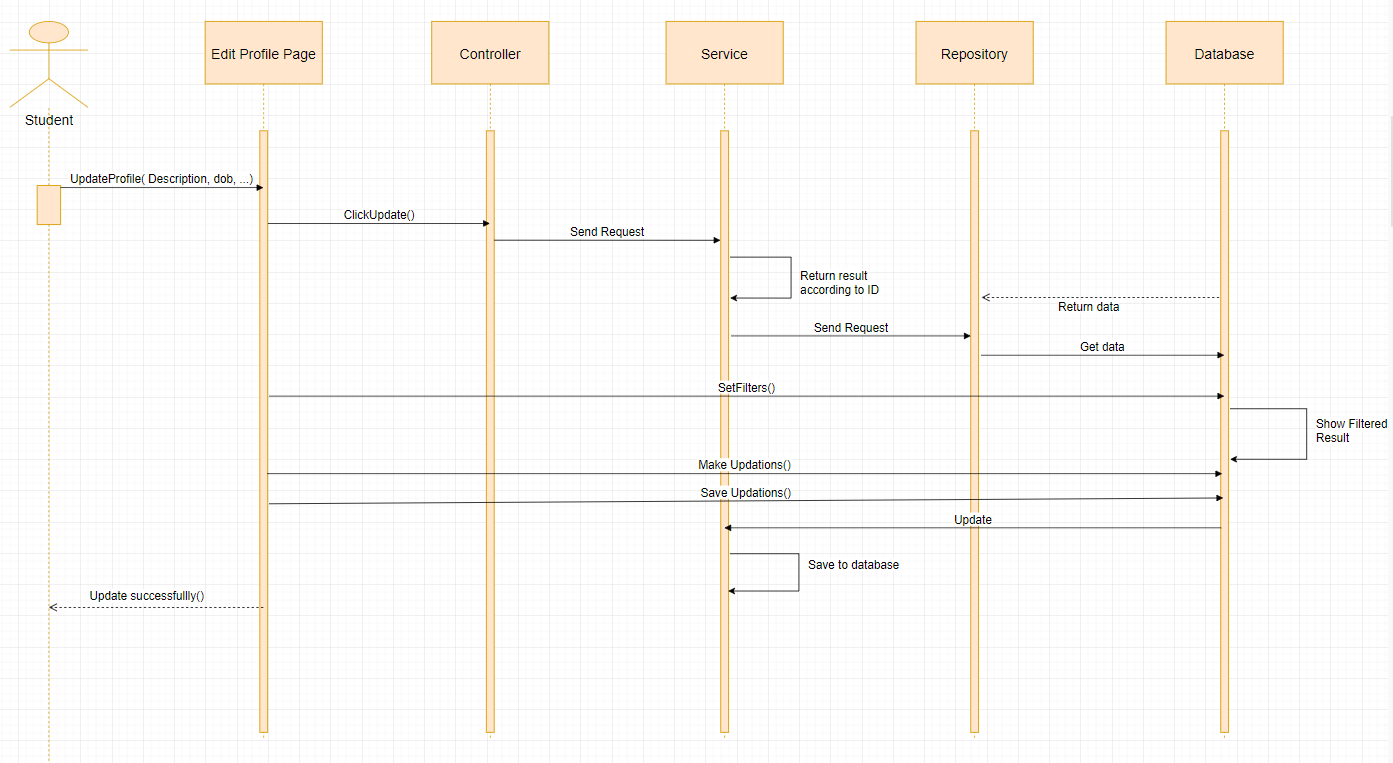 Edit Profile Page
Controller
Service
Repository
Database
Student
UpdateProfile( Description, dob, ...)
ClickUpdate()
Send Request
Return result
according to ID
Return data
Send Request
Get data
SetFilters()
Show Filtered
Result
Make Updations()
Save Updations()
Update
Save to database
Update successfullly()